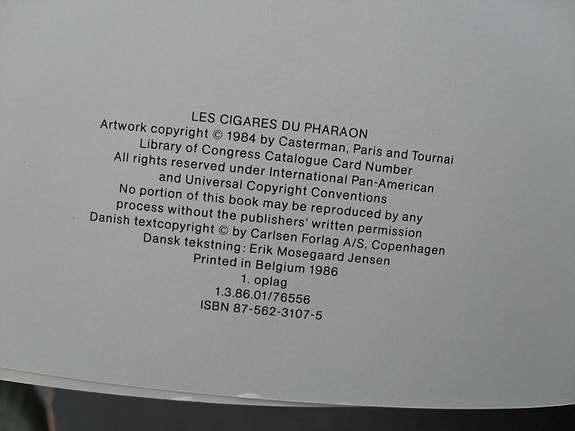 LES CIGARES DU PHARAON
Artwork copyright © 1984 by Casterman, Paris and Tournai
Library of Congress Catalogue Card Number
All rights reserved under International Pan-American
and Universal Copyright Conventions
No portion of this book may be reproduced by any
process without the publishers' written permission
Danish textcopyright © by Carlsen Forlag A/S, Copenhagen
Dansk tekstning: Erik Mosegaard Jensen
Printed in Belgium 1986
1. oplag
1.3.86.01/76556
ISBN 87-562-3107-5